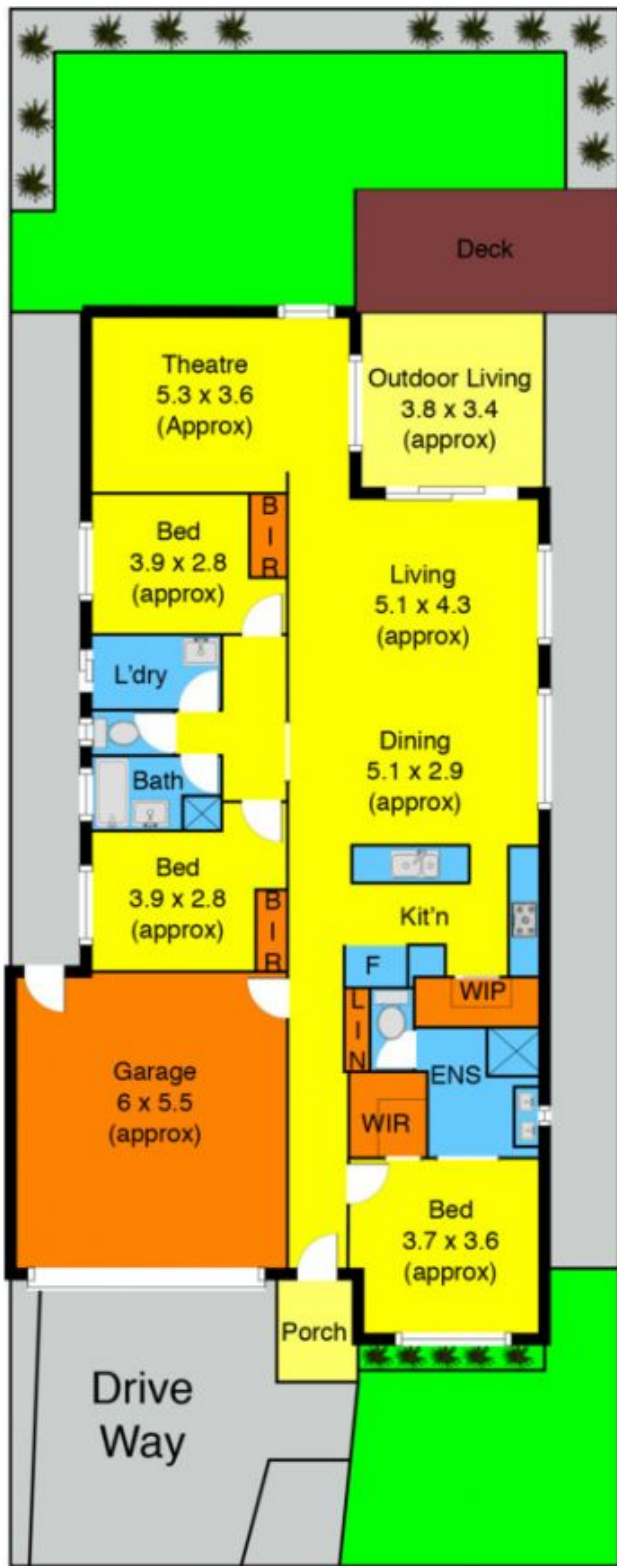 Deck
Theatre
5.3 x 3.6
(Approx)
Outdoor Living
3.8 x 3.4
(approx)
B
I
R
Bed
3.9 x 2.8
(approx)
Living
5.1 x 4.3
(approx)
L'dry
Dining
5.1 x 2.9
(approx)
Bath
Bed
3.9 x 2.8
(approx)
B
I
R
Kit'n
F
WIP
L
I
N
ENS
Garage
6 x 5.5
(approx)
WIR
Bed
3.7 x 3.6
(approx)
Porch
Drive
Way